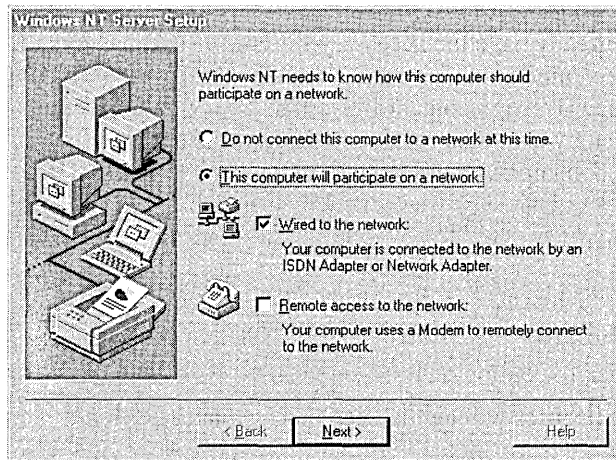 Windows NT Server Setup
Windows NT needs to know how this computer should
participate on a network.
Do not connect this computer to a network at this time.
This computer will participate on a network
Wired to the network:
Your computer is connected to the network by an
ISDN Adapter or Network Adapter.
Remote access to the network:
Your computer uses a Modem to remotely connect
to the network.
< Back
Next >
Help